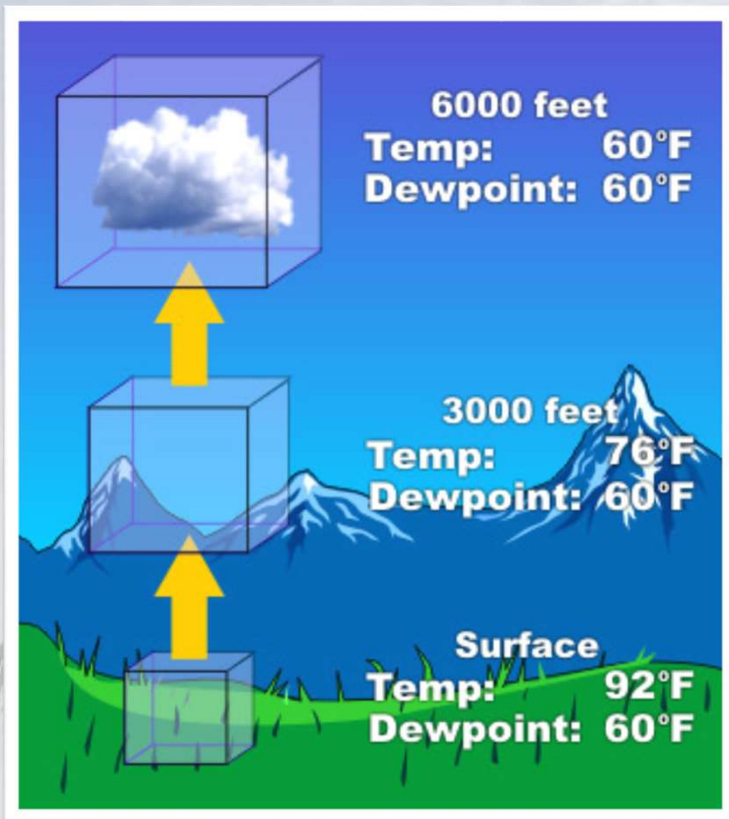 6000 feet
Temp: 60°F
Dewpoint: 60°F
3000 feet
Temp: 76°F
Dewpoint: 60°F
Surface
Temp: 92°F
Dewpoint: 60°F